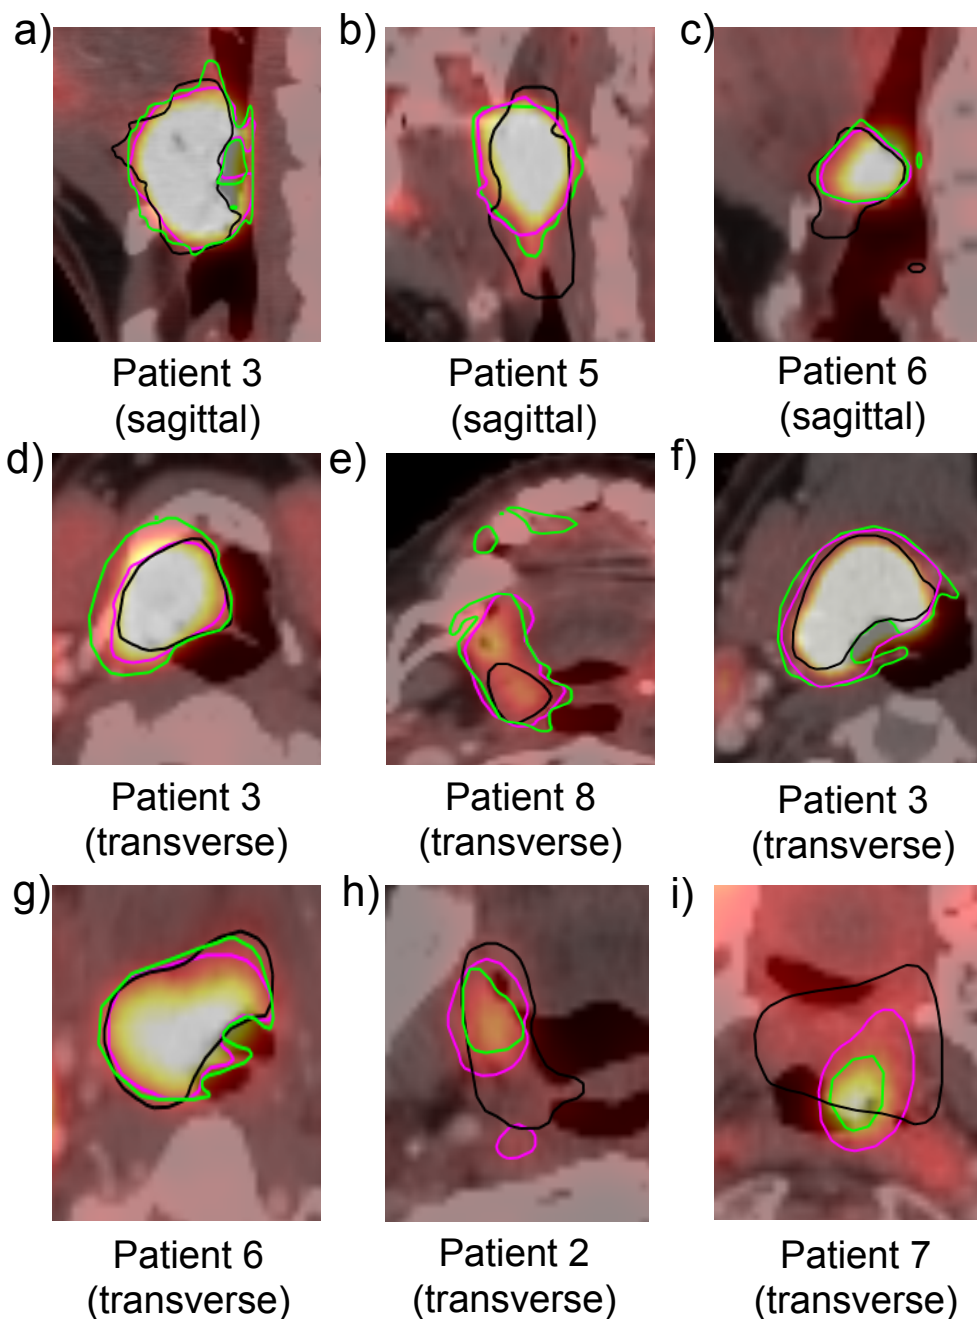 a)
b)
c)
Patient 3
(sagittal)
Patient 5
(sagittal)
Patient 6
(sagittal)
d)
e)
f)
Patient 3
(transverse)
Patient 8
(transverse)
Patient 3
(transverse)
g)
h)
i)
Patient 6
(transverse)
Patient 2
(transverse)
Patient 7
(transverse)